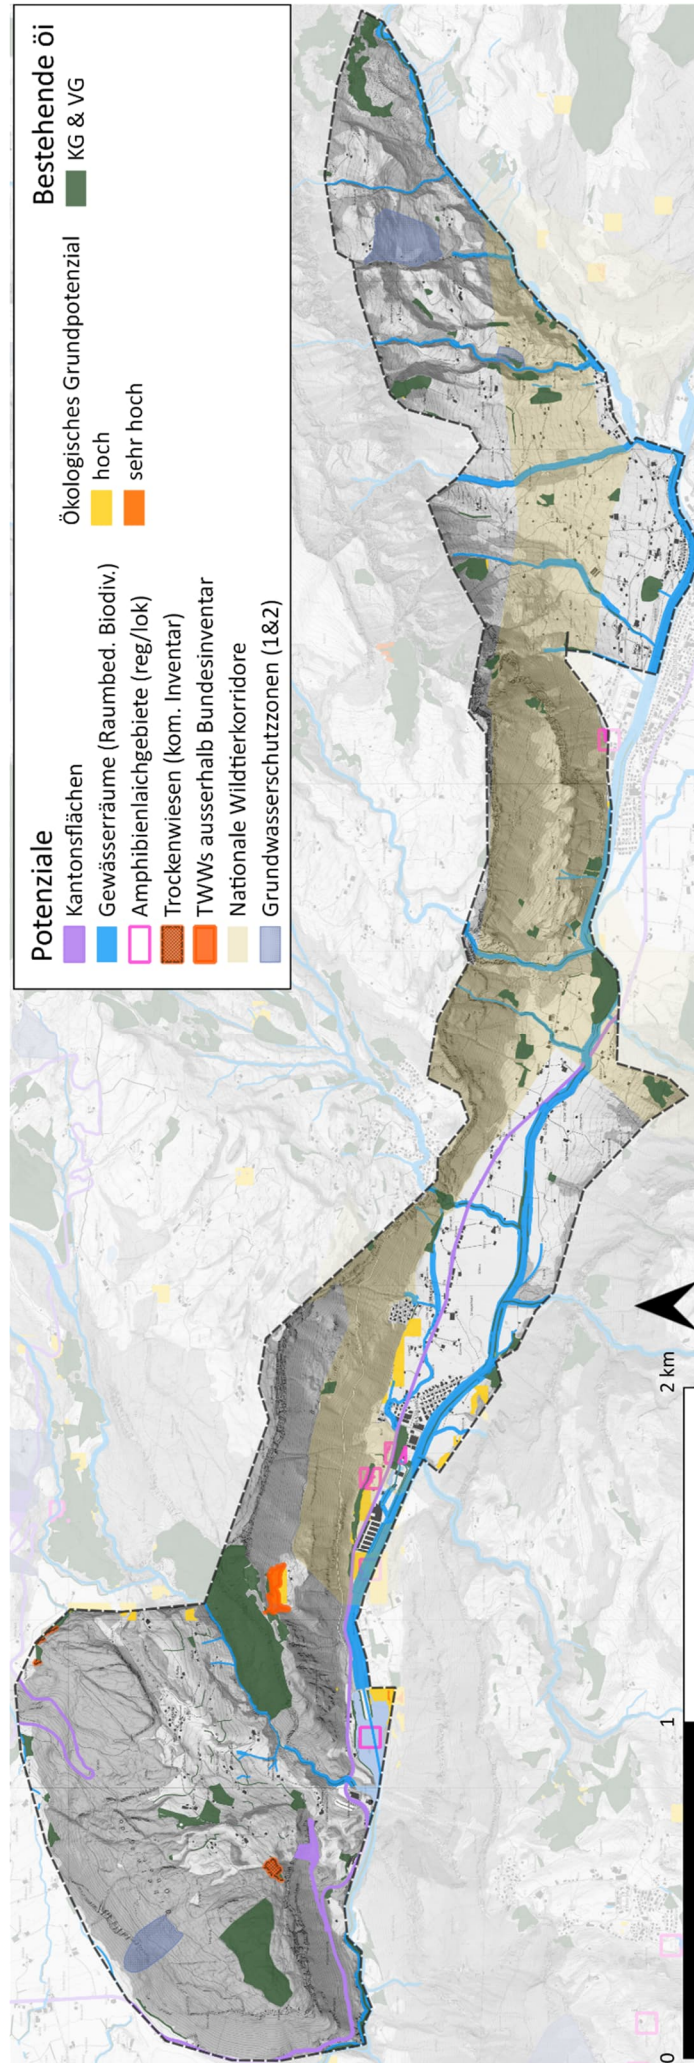 Potenziale
Kantonsflächen
Gewässerräume (Raumbed. Biodiv.)
Amphibienlaichgebiete (reg/lok)
Trockenwiesen (kom. Inventar)
TWWs ausserhalb Bundesinventar
Nationale Wildtierkorridore
Grundwasserschutzzonen (1&2)
Ökologisches Grundpotenzial
hoch
sehr hoch
Bestehende öi
KG & VG
0
1
2 km